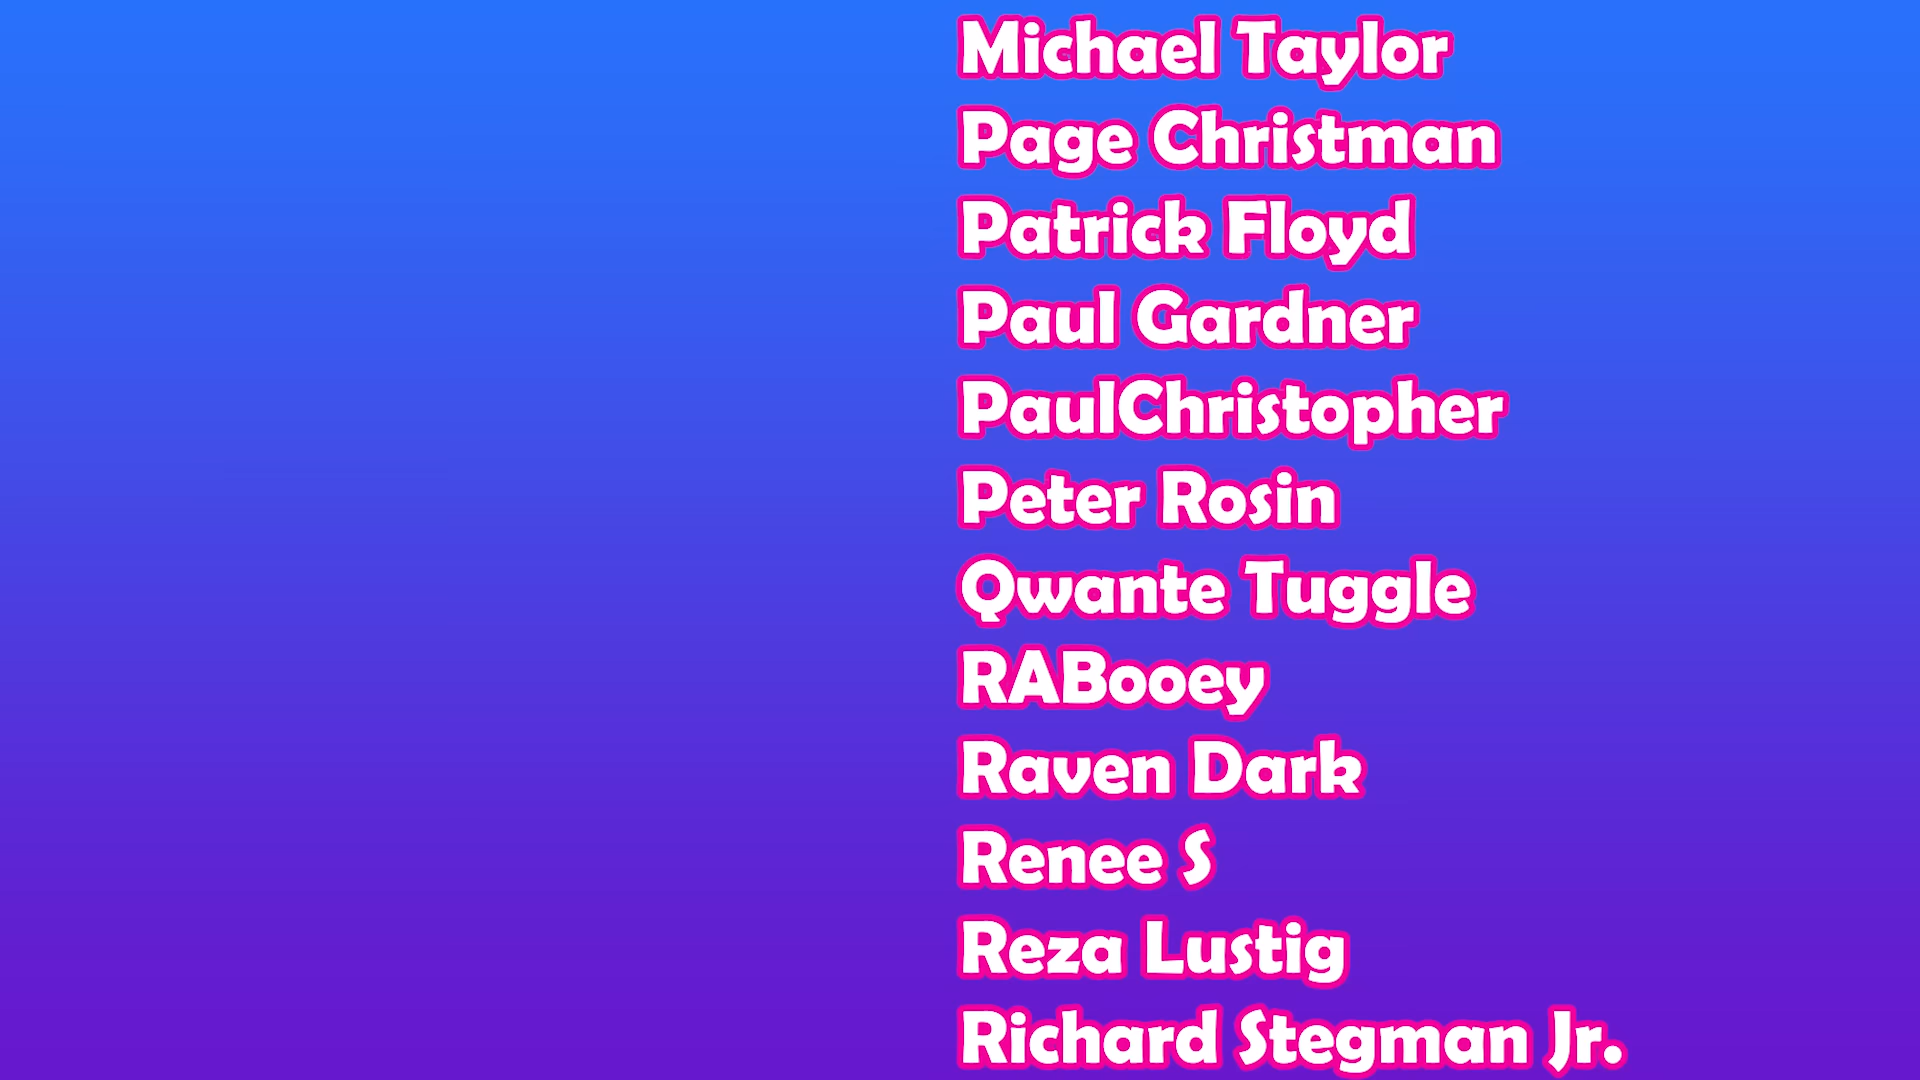 Michael Taylor
Page Christman
Patrick Floyd
Paul Gardner
PaulChristopher
Peter Rosin
Qwante Tuggle
RABooey
Raven Dark
Renee S
Reza Lustig
Richard Stegman Jr.